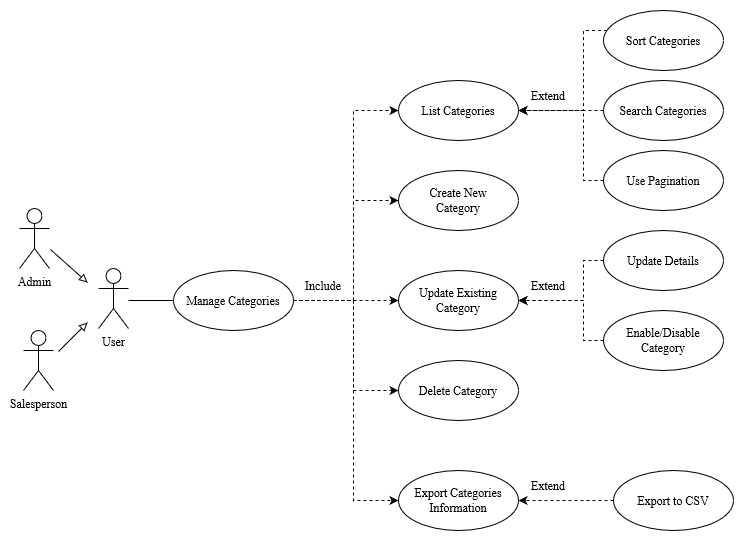 Sort Categories
Extend
List Categories
Search Categories
Use Pagination
Create New
Category
Admin
User
Salesperson
Manage Categories
Include
Update Existing
Category
Extend
Update Details
Enable/Disable
Category
Delete Category
Export Categories
Information
Extend
Export to CSV